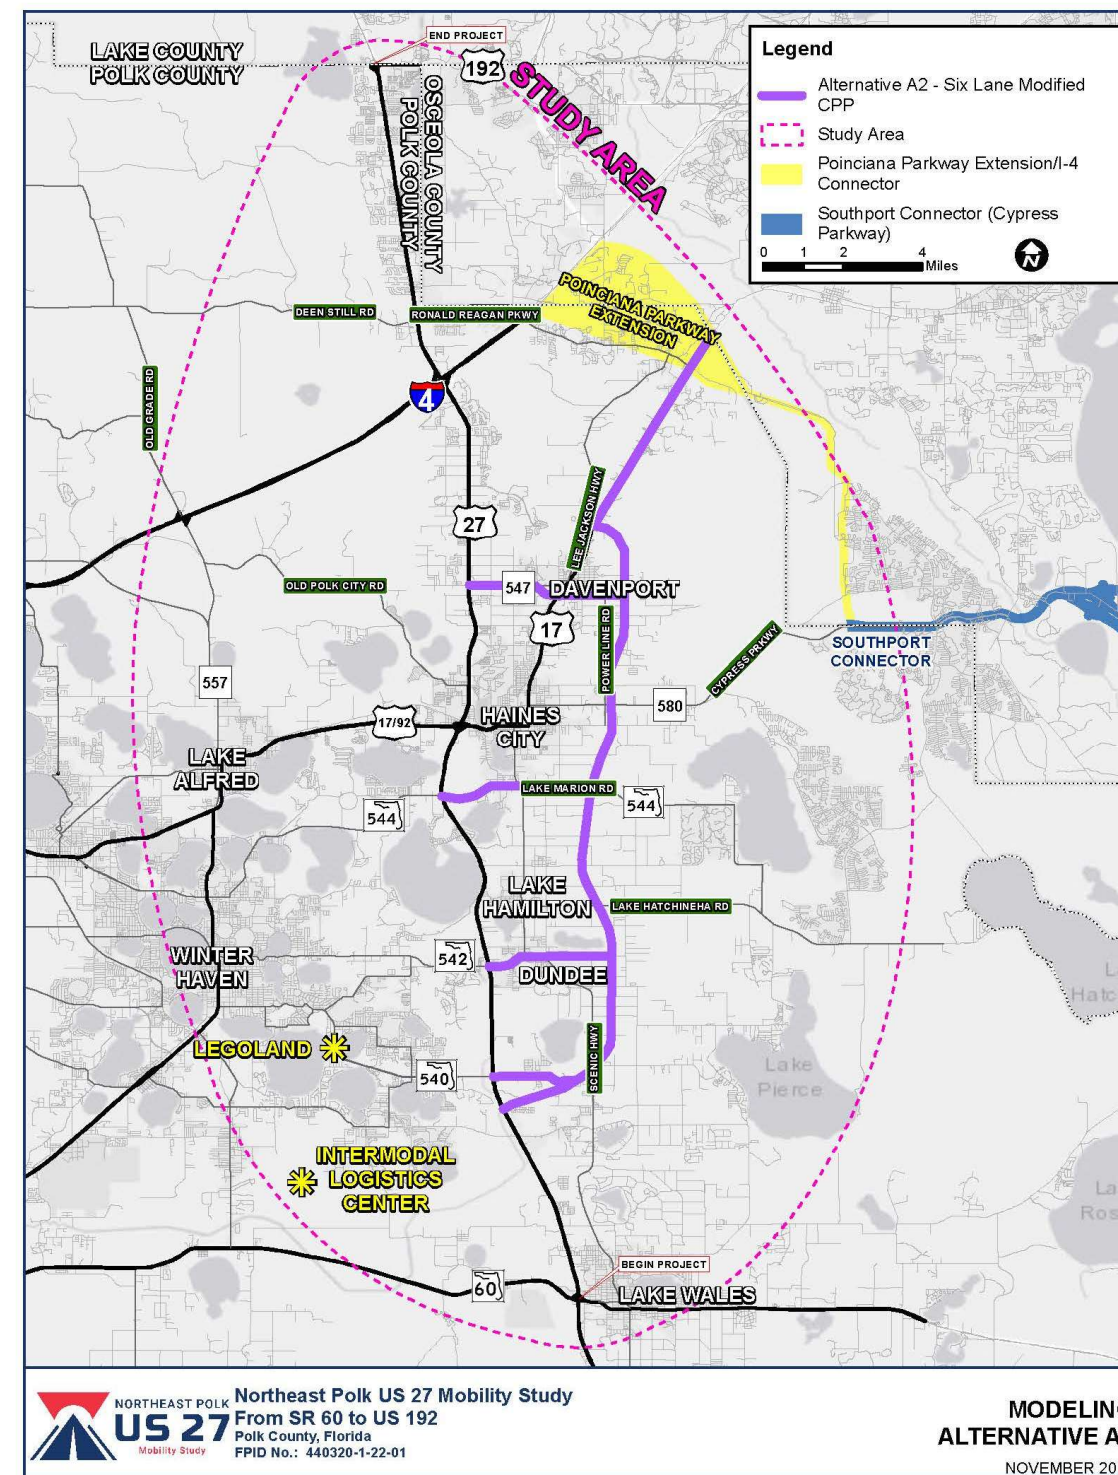 LAKE COUNTY
POLK COUNTY
END PROJECT
192
STUDY AREA
OSCEOLA COUNTY
POLK COUNTY
Legend
Alternative A2 - Six Lane Modified
CPP
Study Area
Poinciana Parkway Extension/I-4
Connector
Southport Connector (Cypress
Parkway)
0 1 2 4
Miles
N
DEEN STILL RD
RONALD REAGAN PKWY
POINCIANA PARKWAY
EXTENSION
OLD GRADE RD
4
27
LEE JACKSON HWY
OLD POLK CITY RD
547
DAVENPORT
17
POWER LINE RD
CYPRESS PRKWY
SOUTHPORT
CONNECTOR
557
580
17/92
HAINES
CITY
LAKE
ALFRED
LAKE MARION RD
544
544
LAKE
HAMILTON
LAKE HATCHINEHA RD
WINTER
HAVEN
542
DUNDEE
LEGOLAND
540
SCENIC HWY
Lake
Pierce
INTERMODAL
LOGISTICS
CENTER
BEGIN PROJECT
60
LAKE WALES
NORTHEAST POLK
US 27
Mobility Study
Northeast Polk US 27 Mobility Study
From SR 60 to US 192
Polk County, Florida
FPID No.: 440320-1-22-01
MODELIN
ALTERNATIVE A
NOVEMBER 20